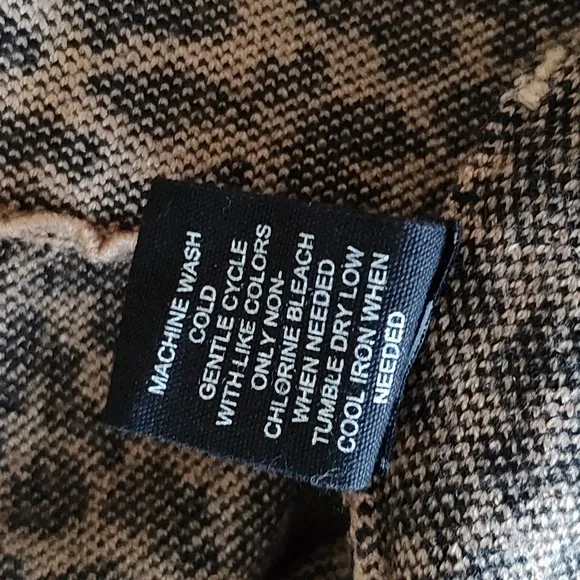 MACHINE WASH
COLD
GENTLE CYCLE
WITH LIKE COLORS
ONLY NON-
CHLORINE BLEACH
WHEN NEEDED
TUMBLE DRY LOW
COOL IRON WHEN
NEEDED